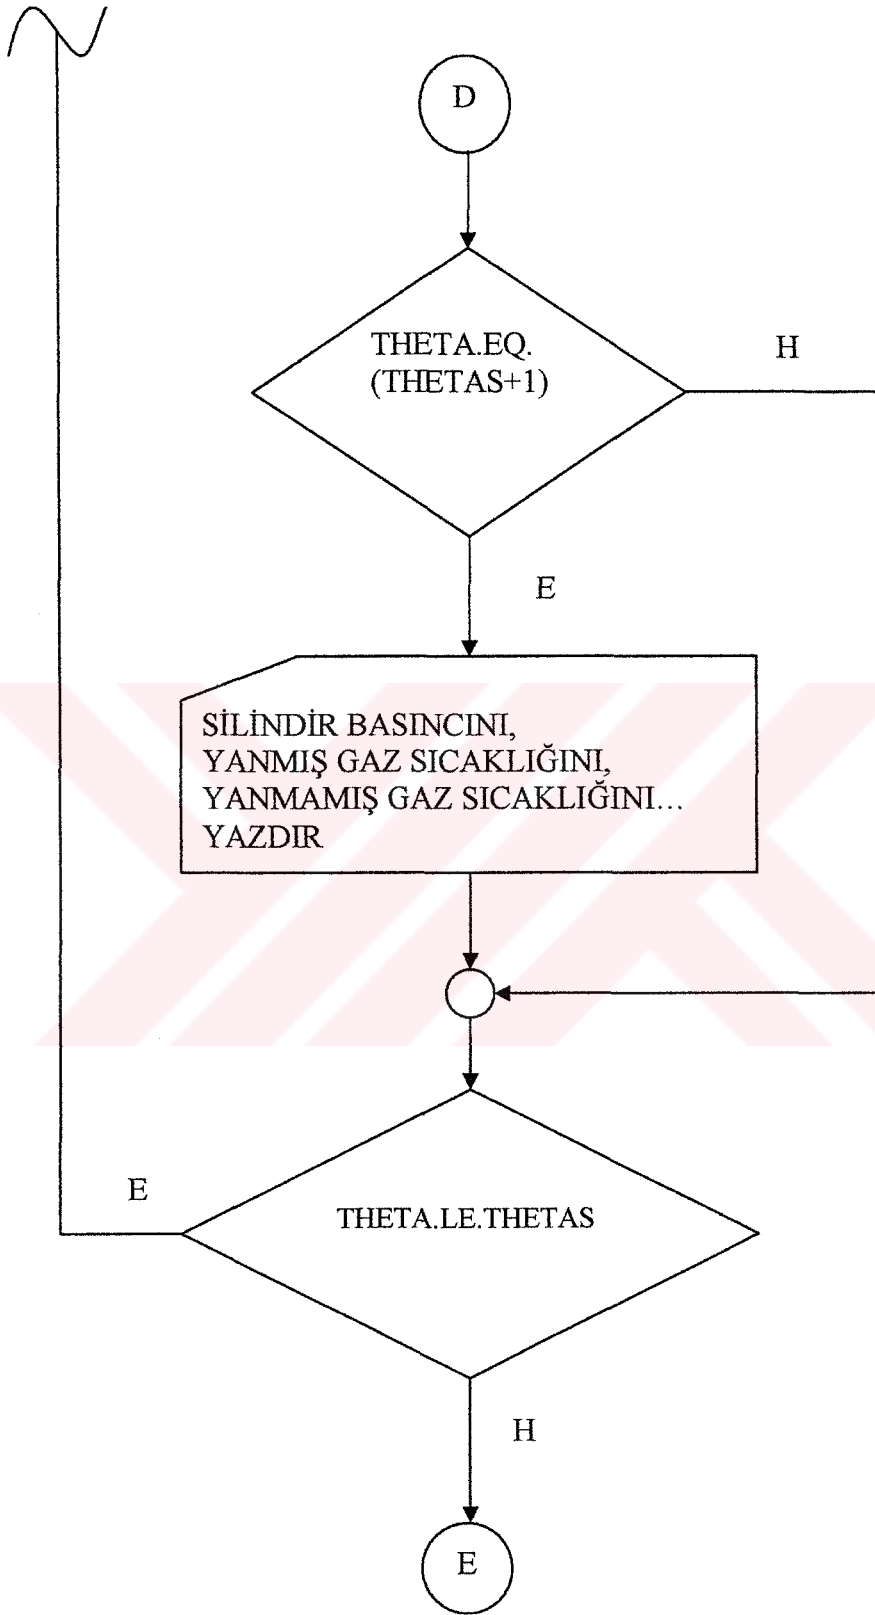 D
THETA.EQ.
(THETAS+1)
H
E
SİLİNDİR BASINCINI,
YANMIŞ GAZ SICAKLIĞINI,
YANMAMIŞ GAZ SICAKLIĞINI...
YAZDIR
E
THETA.LE.THETAS
H
E